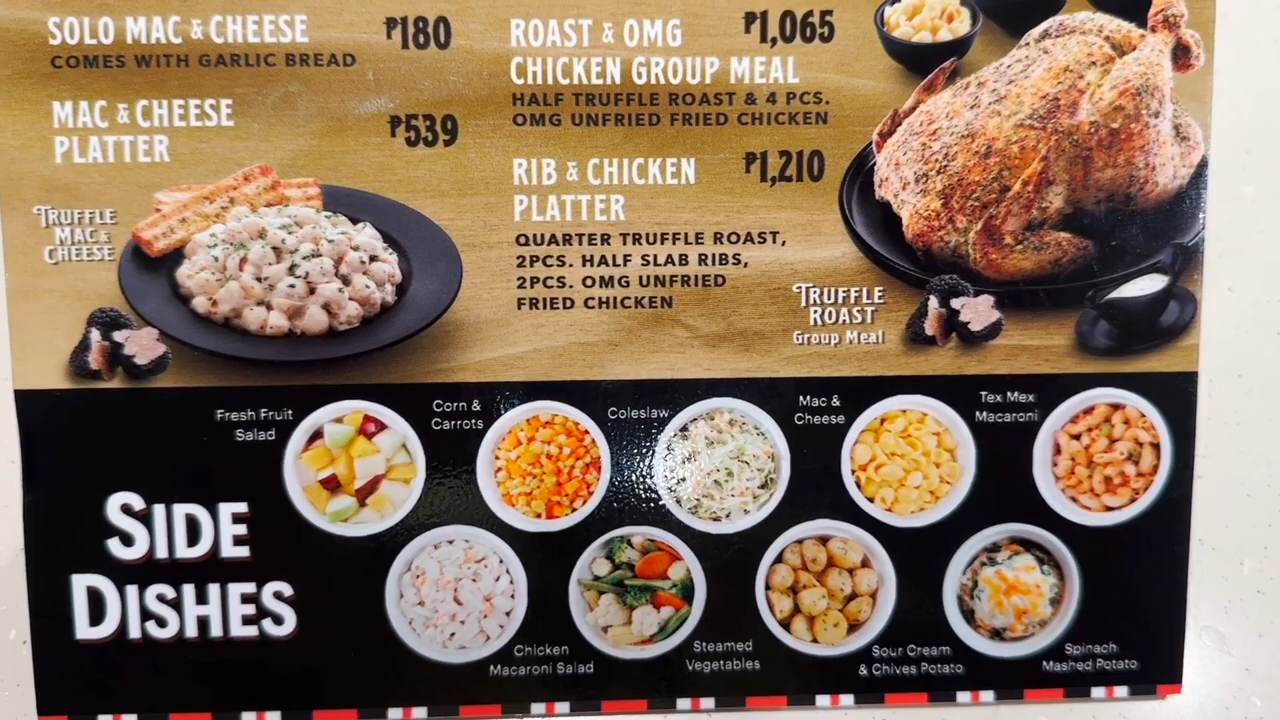 SOLO MAC & CHEESE ₱180
COMES WITH GARLIC BREAD
MAC & CHEESE
PLATTER ₱539
TRUFFLE
MAC &
CHEESE
ROAST & OMG ₱1,065
CHICKEN GROUP MEAL
HALF TRUFFLE ROAST & 4 PCS.
OMG UNFRIED FRIED CHICKEN
RIB & CHICKEN ₱1,210
PLATTER
QUARTER TRUFFLE ROAST,
2PCS. HALF SLAB RIBS,
2PCS. OMG UNFRIED
FRIED CHICKEN
TRUFFLE
ROAST
Group Meal
SIDE
DISHES
Fresh Fruit
Salad
Corn &
Carrots
Coleslaw
Mac &
Cheese
Tex Mex
Macaroni
Chicken
Macaroni Salad
Steamed
Vegetables
Sour Cream
& Chives Potato
Spinach
Mashed Potato